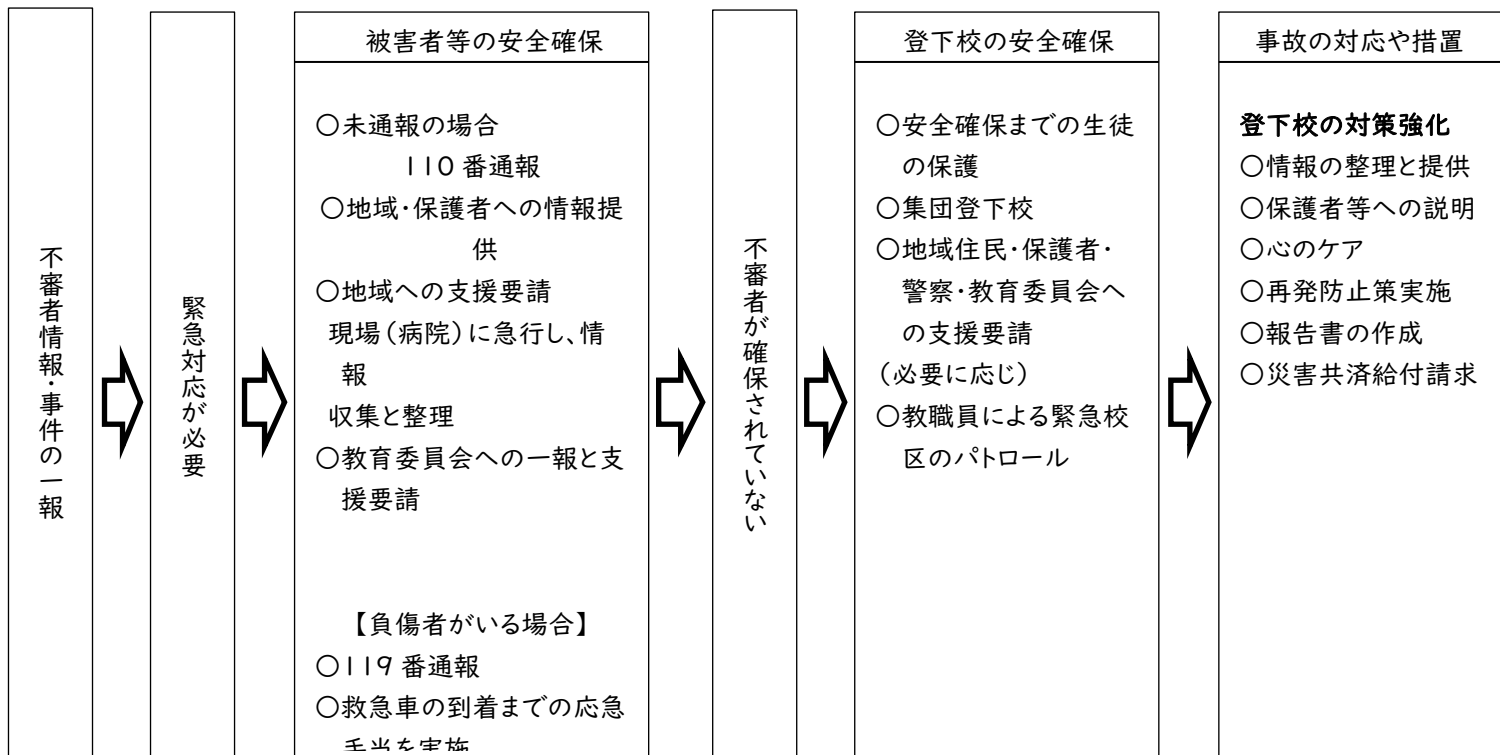 不審者情報・事件の一報
緊急対応が必要
被害者等の安全確保
○未通報の場合
110番通報
○地域・保護者への情報提
供
○地域への支援要請
現場(病院)に急行し、情
報
収集と整理
○教育委員会への一報と支
援要請
【負傷者がいる場合】
○119番通報
○救急車の到着までの応急
手当を実施
不審者が確保されていない
登下校の安全確保
○安全確保までの生徒
の保護
○集団登下校
○地域住民・保護者・
警察・教育委員会へ
の支援要請
(必要に応じ)
○教職員による緊急校
区のパトロール
事故の対応や措置
登下校の対策強化
○情報の整理と提供
○保護者等への説明
○心のケア
○再発防止策実施
○報告書の作成
○災害共済給付請求